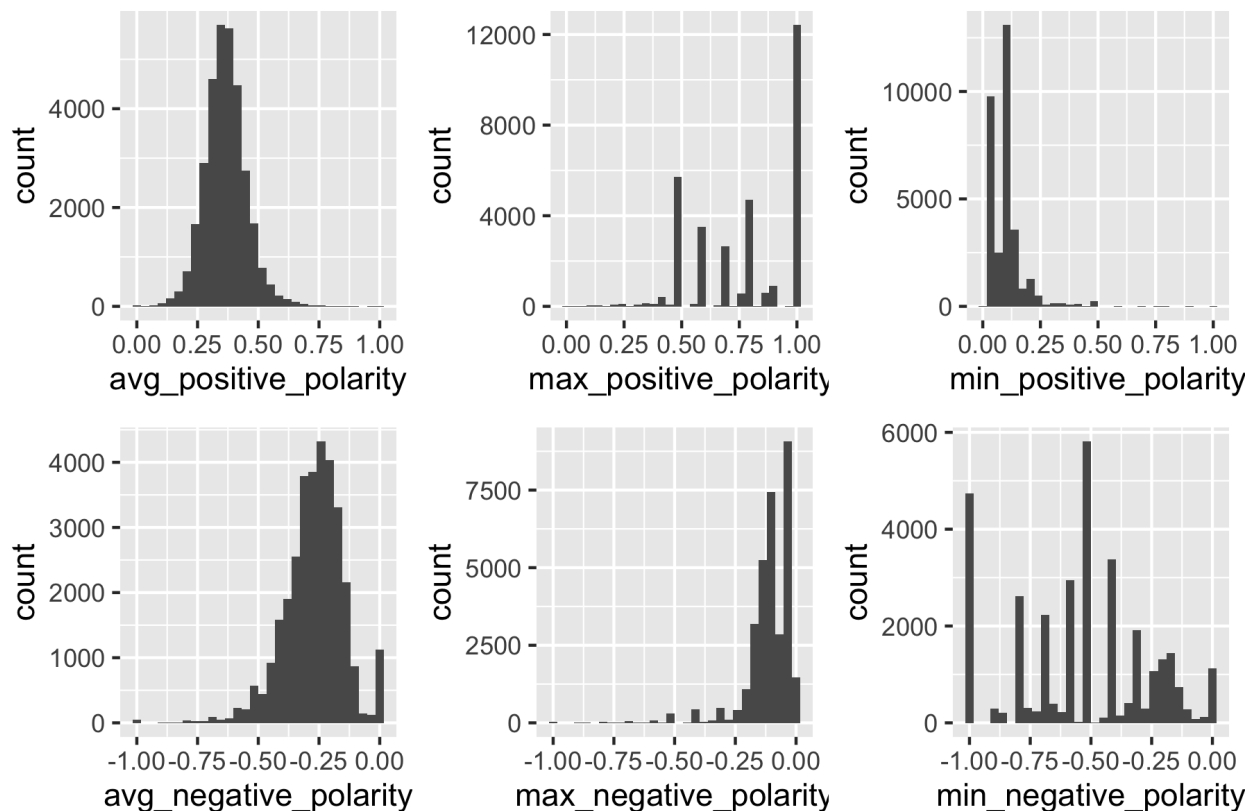 count
4000
2000
0
0.00 0.25 0.50 0.75 1.00
avg_positive_polarity
count
12000
8000
4000
0
0.00 0.25 0.50 0.75 1.00
max_positive_polarity
count
10000
5000
0
0.00 0.25 0.50 0.75 1.00
min_positive_polarity
count
4000
3000
2000
1000
0
-1.00 -0.75 -0.50 -0.25 0.00
avg_negative_polarity
count
7500
5000
2500
0
-1.00 -0.75 -0.50 -0.25 0.00
max_negative_polarity
count
6000
4000
2000
0
-1.00 -0.75 -0.50 -0.25 0.00
min_negative_polarity